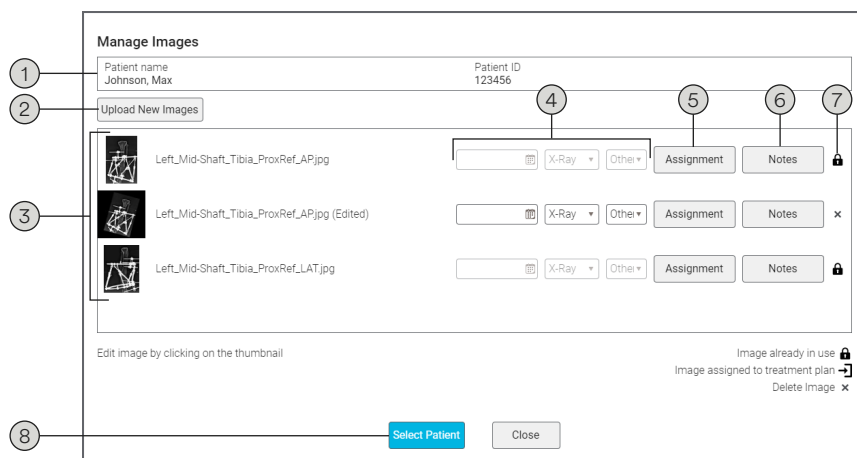 Manage Images
Patient name
Johnson, Max
Patient ID
123456
1
2
Upload New Images
3
4
5
6
7
Left_Mid-Shaft_Tibia_ProxRef_AP.jpg
X-Ray
Other
Assignment
Notes
Left_Mid-Shaft_Tibia_ProxRef_AP.jpg (Edited)
X-Ray
Other
Assignment
Notes
×
Left_Mid-Shaft_Tibia_ProxRef_LAT.jpg
X-Ray
Other
Assignment
Notes
Edit image by clicking on the thumbnail
Image already in use
Image assigned to treatment plan
Delete Image ×
8
Select Patient
Close